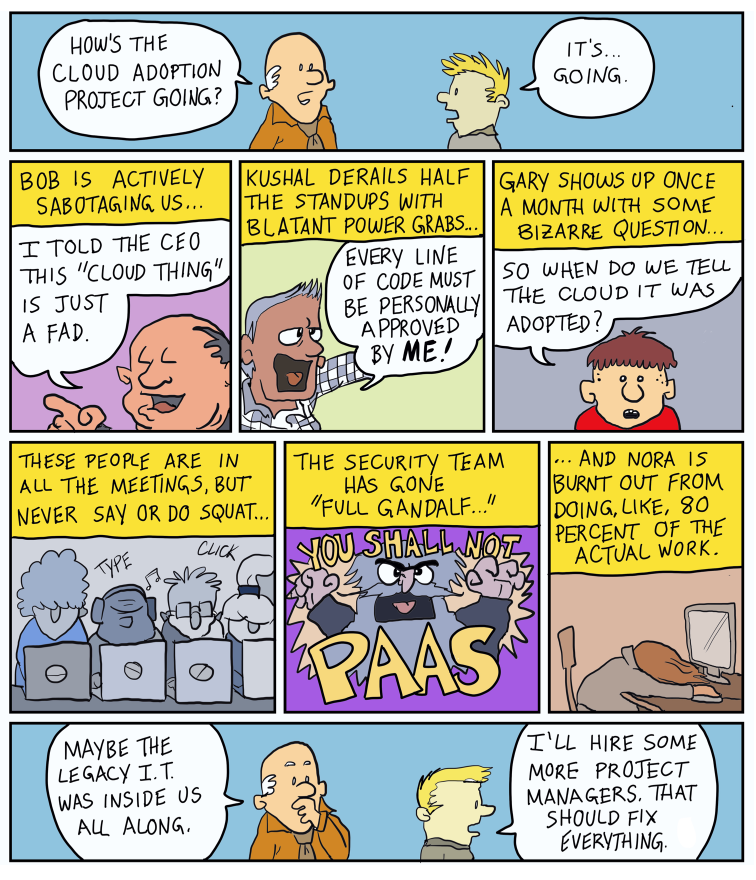 HOW'S THE
CLOUD ADOPTION
PROJECT GOING?
IT'S...
GOING.
BOB IS ACTIVELY
SABOTAGING US...
I TOLD THE CEO
THIS "CLOUD THING"
IS JUST
A FAD.
KUSHAL DERAILS HALF
THE STANDUPS WITH
BLATANT POWER GRABS...
EVERY LINE
OF CODE MUST
BE PERSONALLY
APPROVED
BY ME!
GARY SHOWS UP ONCE
A MONTH WITH SOME
BIZARRE QUESTION...
SO WHEN DO WE TELL
THE CLOUD IT WAS
ADOPTED?
THESE PEOPLE ARE IN
ALL THE MEETINGS, BUT
NEVER SAY OR DO SQUAT...
TYPE
CLICK
THE SECURITY TEAM
HAS GONE
"FULL GANDALF..."
YOU SHALL NOT
PAAS
... AND NORA IS
BURNT OUT FROM
DOING, LIKE, 80
PERCENT OF THE
ACTUAL WORK.
MAYBE THE
LEGACY I.T.
WAS INSIDE US
ALL ALONG.
I'LL HIRE SOME
MORE PROJECT
MANAGERS. THAT
SHOULD FIX
EVERYTHING.